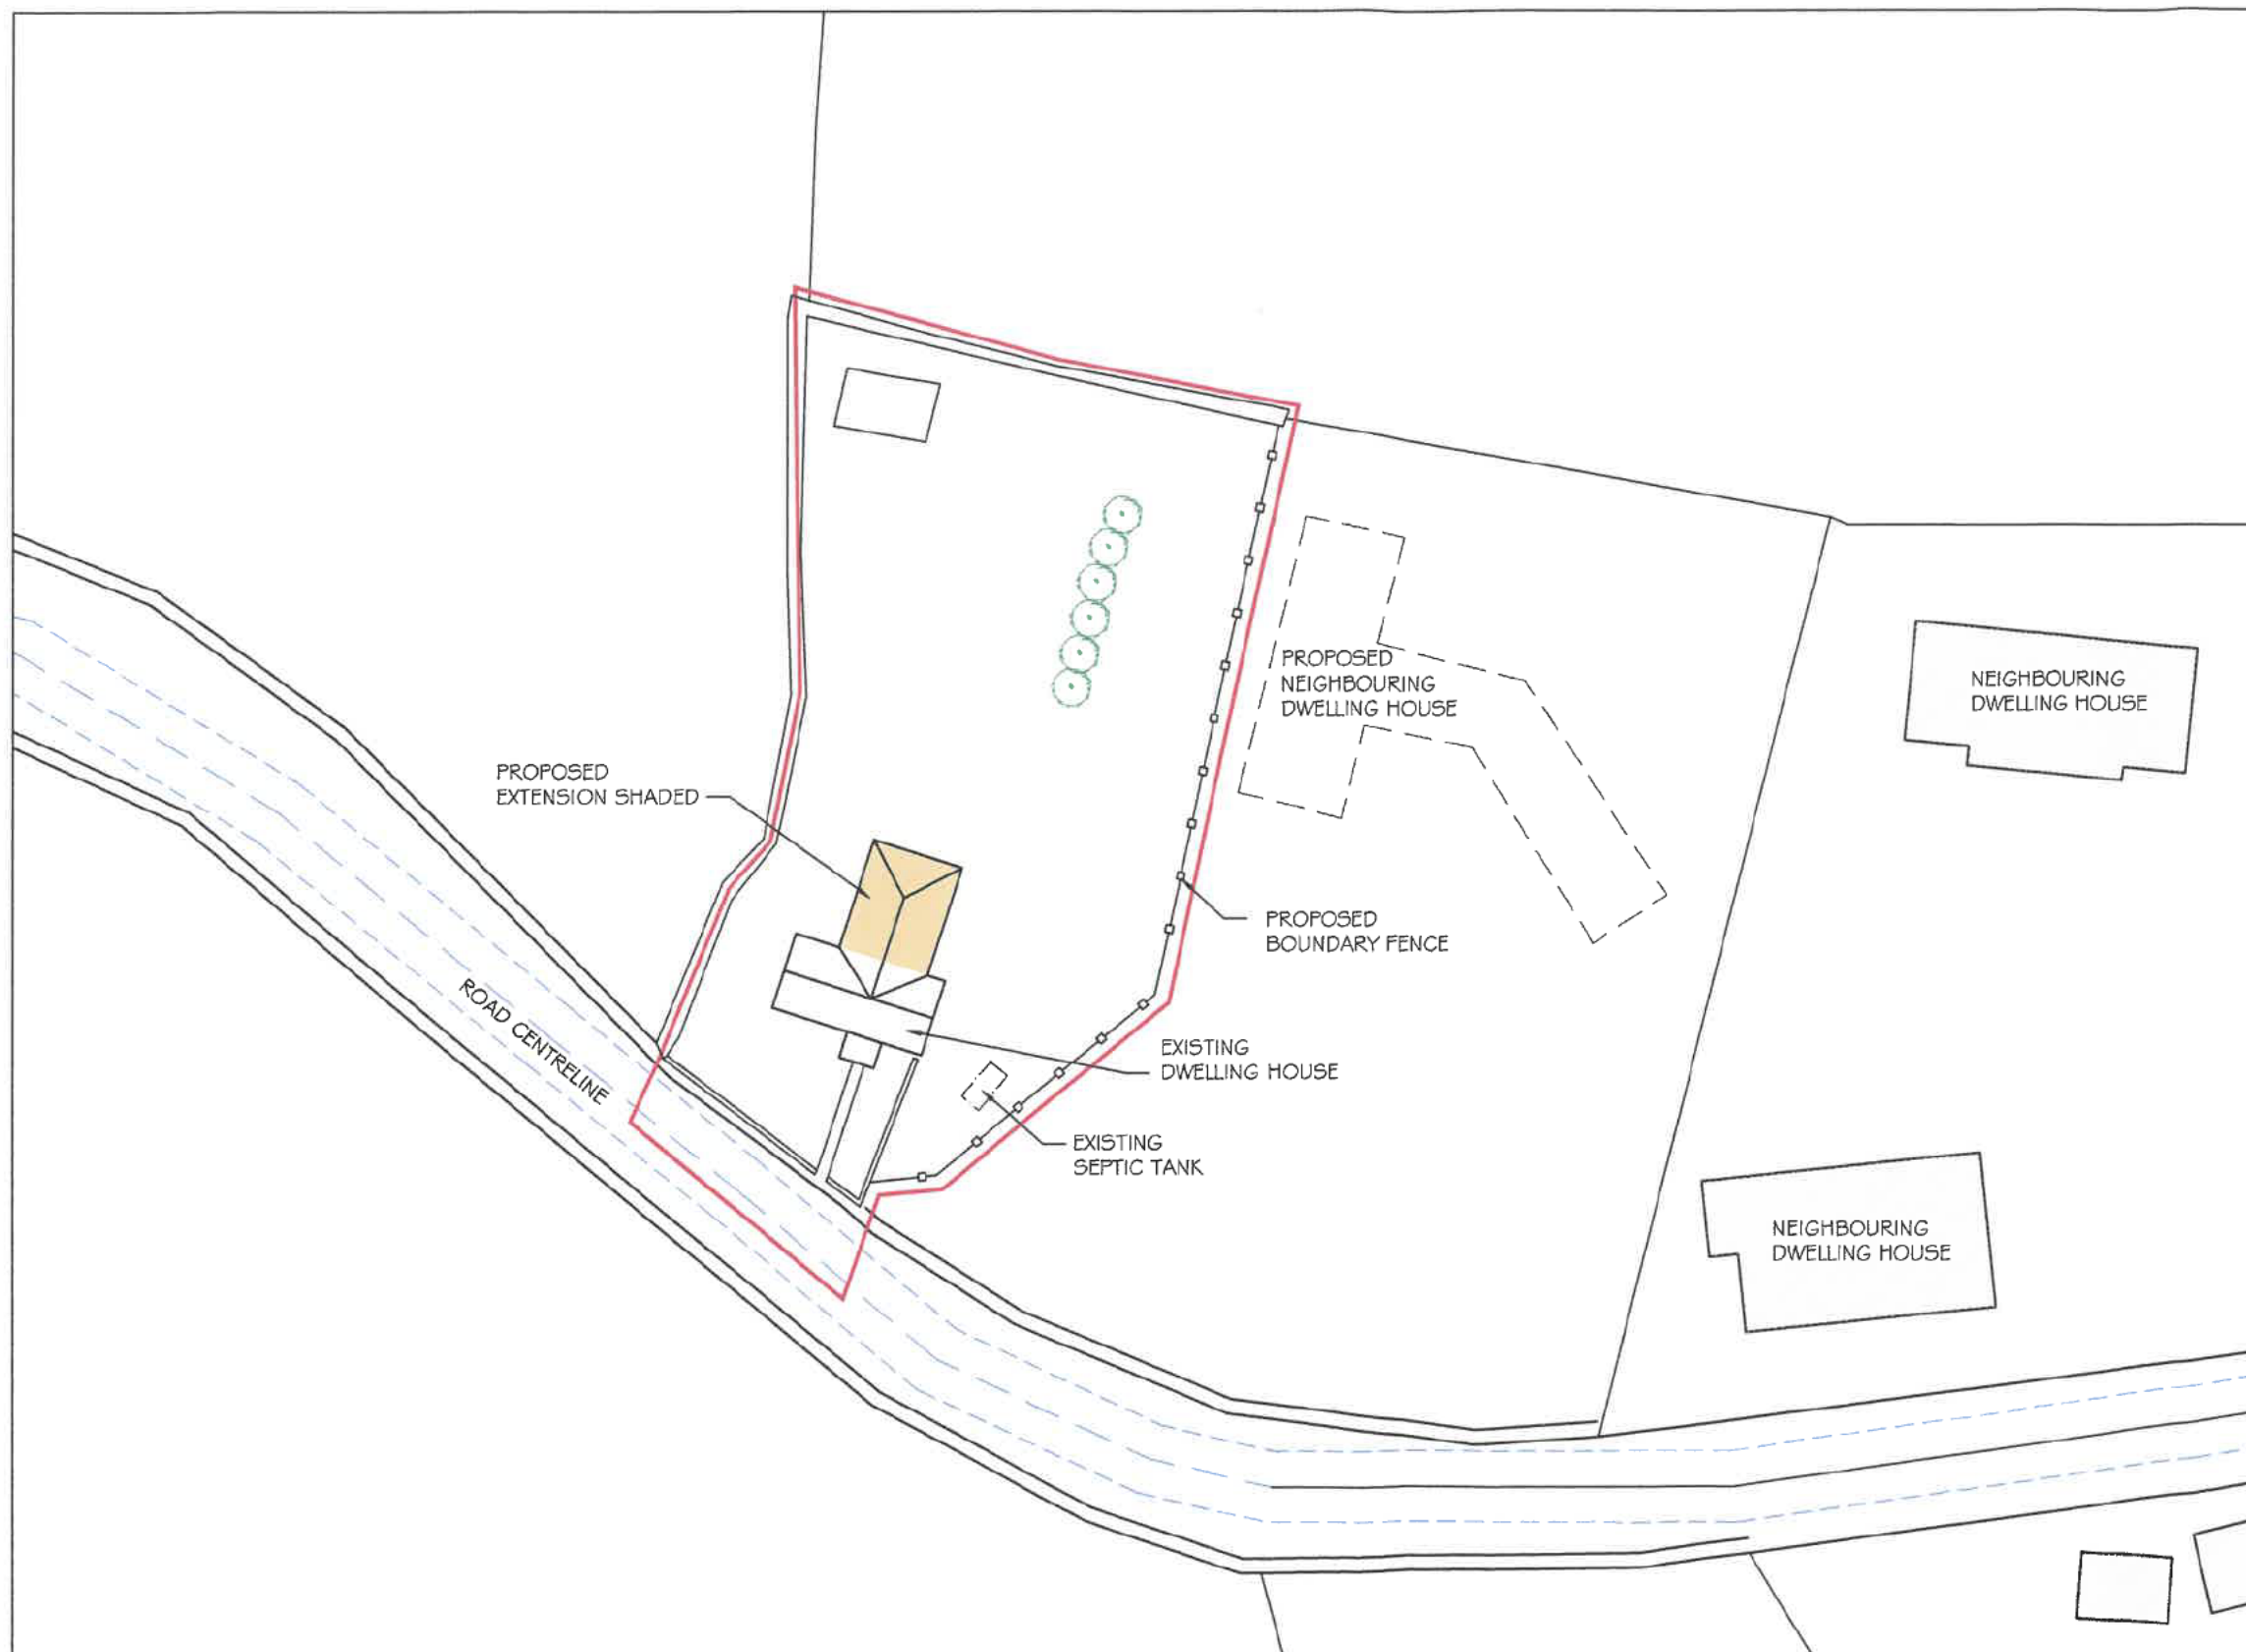 PROPOSED
NEIGHBOURING
DWELLING HOUSE
NEIGHBOURING
DWELLING HOUSE
PROPOSED
EXTENSION SHADED
PROPOSED
BOUNDARY FENCE
ROAD CENTRELINE
EXISTING
DWELLING HOUSE
EXISTING
SEPTIC TANK
NEIGHBOURING
DWELLING HOUSE